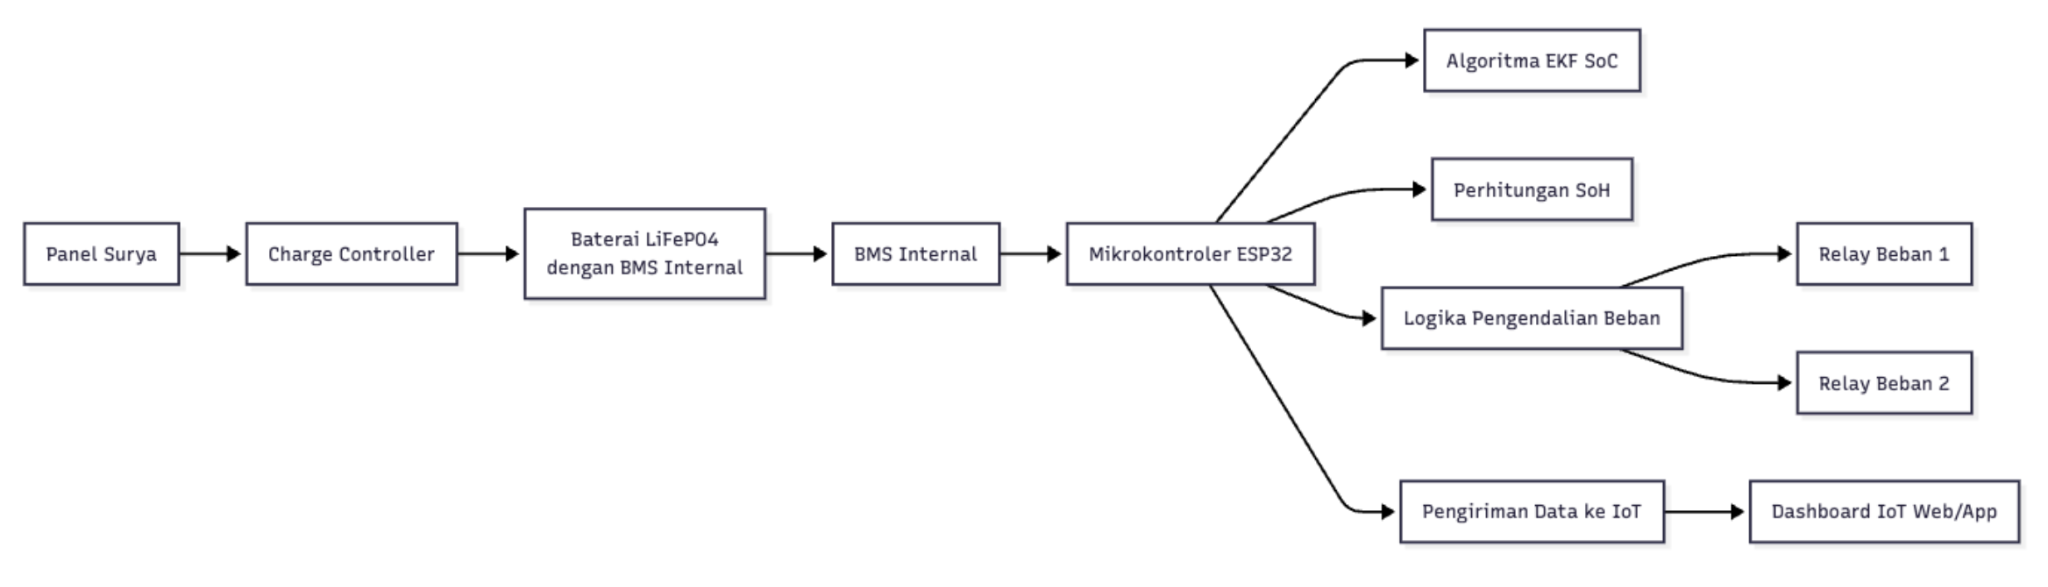 Panel Surya
Charge Controller
Baterai LiFePO4
dengan BMS Internal
BMS Internal
Mikrokontroler ESP32
Algoritma EKF SoC
Perhitungan SoH
Logika Pengendalian Beban
Relay Beban 1
Relay Beban 2
Pengiriman Data ke IoT
Dashboard IoT Web/App